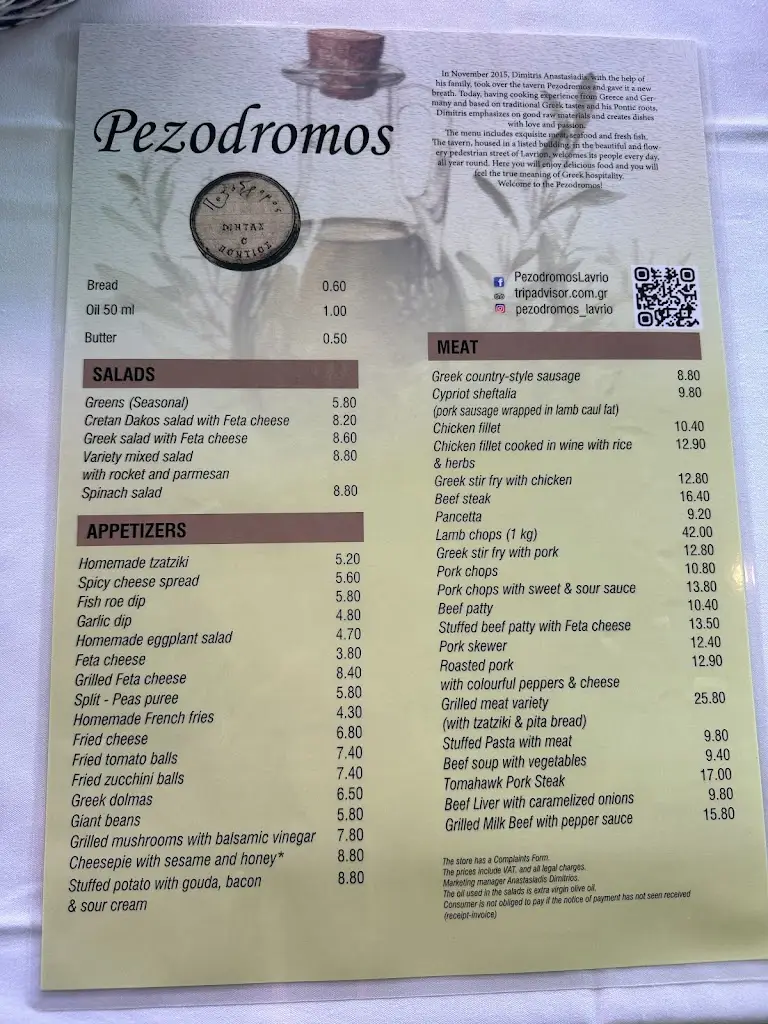 Pezodromos
In November 2015, Dimitris Anastasiadis, with the help of
his family, took over the tavern Pezodromos and gave it a new
breath. Today, having cooking experience from Greece and Ger-
many and based on traditional Greek tastes and his Pontic roots,
Dimitris emphasizes on good raw materials and creates dishes
with love and passion.
The menu includes exquisite meat, seafood and fresh fish.
The tavern, housed in a listed building, in the beautiful and flow-
ery pedestrian street of Lavrion, welcomes its people every day,
all year round. Here you will enjoy delicious food and you will
feel the true meaning of Greek hospitality.
Welcome to the Pezodromos!
Πεζόδρομος
ΜΗΤΑΣ
Ο
ΠΟΝΤΙΟΣ
PezodromosLavrio
tripadvisor.com.gr
pezodromos_lavrio
Bread 0.60
Oil 50 ml 1.00
Butter 0.50
SALADS
Greens (Seasonal) 5.80
Cretan Dakos salad with Feta cheese 8.20
Greek salad with Feta cheese 8.60
Variety mixed salad 8.80
with rocket and parmesan
Spinach salad 8.80
APPETIZERS
Homemade tzatziki 5.20
Spicy cheese spread 5.60
Fish roe dip 5.80
Garlic dip 4.80
Homemade eggplant salad 4.70
Feta cheese 3.80
Grilled Feta cheese 8.40
Split - Peas puree 5.80
Homemade French fries 4.30
Fried cheese 6.80
Fried tomato balls 7.40
Fried zucchini balls 7.40
Greek dolmas 6.50
Giant beans 5.80
Grilled mushrooms with balsamic vinegar 7.80
Cheesepie with sesame and honey* 8.80
Stuffed potato with gouda, bacon 8.80
& sour cream
MEAT
Greek country-style sausage 8.80
Cypriot sheftalia 9.80
(pork sausage wrapped in lamb caul fat)
Chicken fillet 10.40
Chicken fillet cooked in wine with rice 12.90
& herbs
Greek stir fry with chicken 12.80
Beef steak 16.40
Pancetta 9.20
Lamb chops (1 kg) 42.00
Greek stir fry with pork 12.80
Pork chops 10.80
Pork chops with sweet & sour sauce 13.80
Beef patty 10.40
Stuffed beef patty with Feta cheese 13.50
Pork skewer 12.40
Roasted pork 12.90
with colourful peppers & cheese
Grilled meat variety 25.80
(with tzatziki & pita bread)
Stuffed Pasta with meat 9.80
Beef soup with vegetables 9.40
Tomahawk Pork Steak 17.00
Beef Liver with caramelized onions 9.80
Grilled Milk Beef with pepper sauce 15.80
The store has a Complaints Form.
The prices include VAT, and all legal charges.
Marketing manager Anastasiadis Dimitrios.
The oil used in the salads is extra virgin olive oil.
Consumer is not obliged to pay if the notice of payment has not seen received
(receipt-invoice)